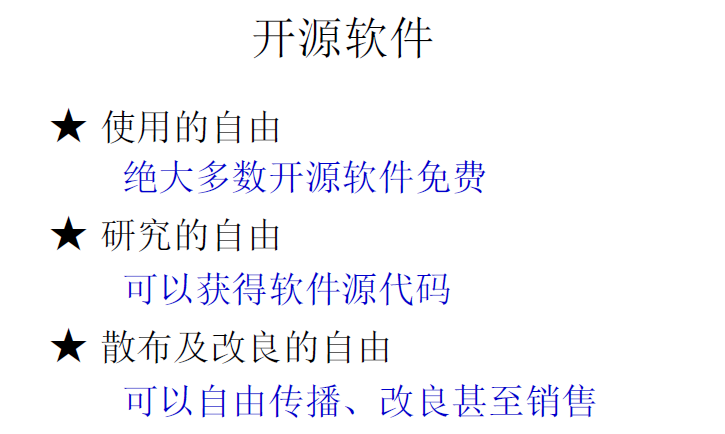 开源软件
★ 使用的自由
绝大多数开源软件免费
★ 研究的自由
可以获得软件源代码
★ 散布及改良的自由
可以自由传播、改良甚至销售